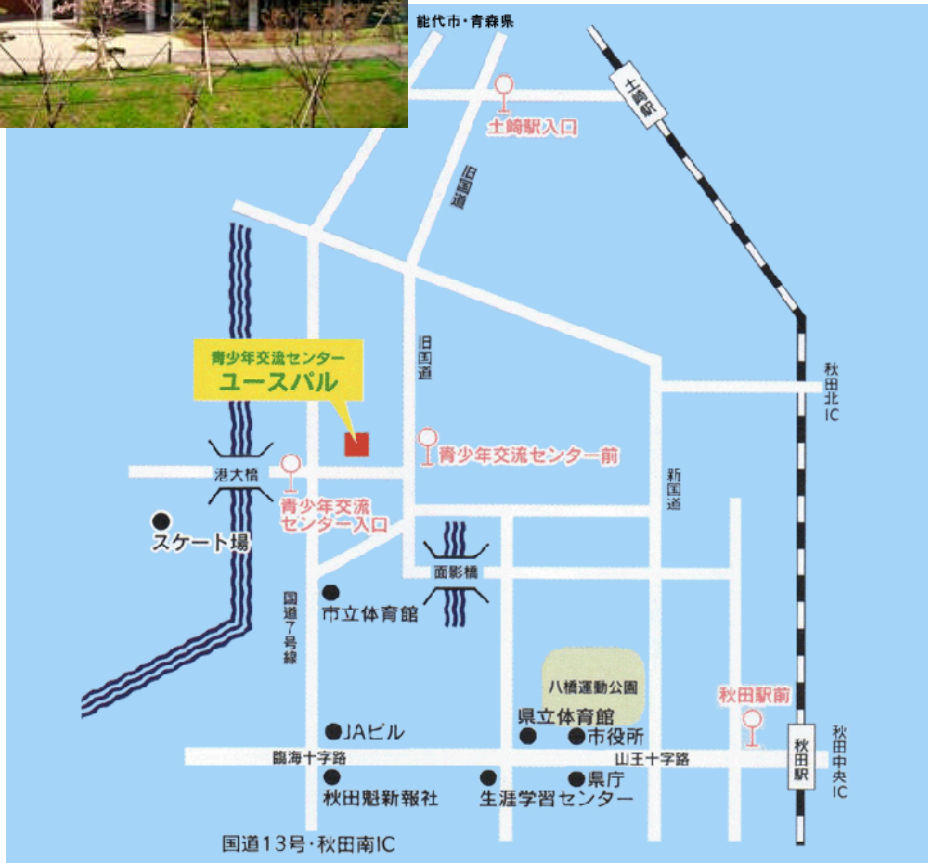 能代市・青森県
土崎駅
土崎駅入口
旧国道
旧国道
青少年交流センター
ユースパル
秋田北IC
青少年交流センター前
港大橋
青少年交流
センター入口
新国道
スケート場
面影橋
国道7号線
市立体育館
八橋運動公園
秋田駅前
県立体育館
JAビル
市役所
臨海十字路
山王十字路
秋田駅
秋田中央IC
秋田魁新報社
生涯学習センター
県庁
国道13号・秋田南IC